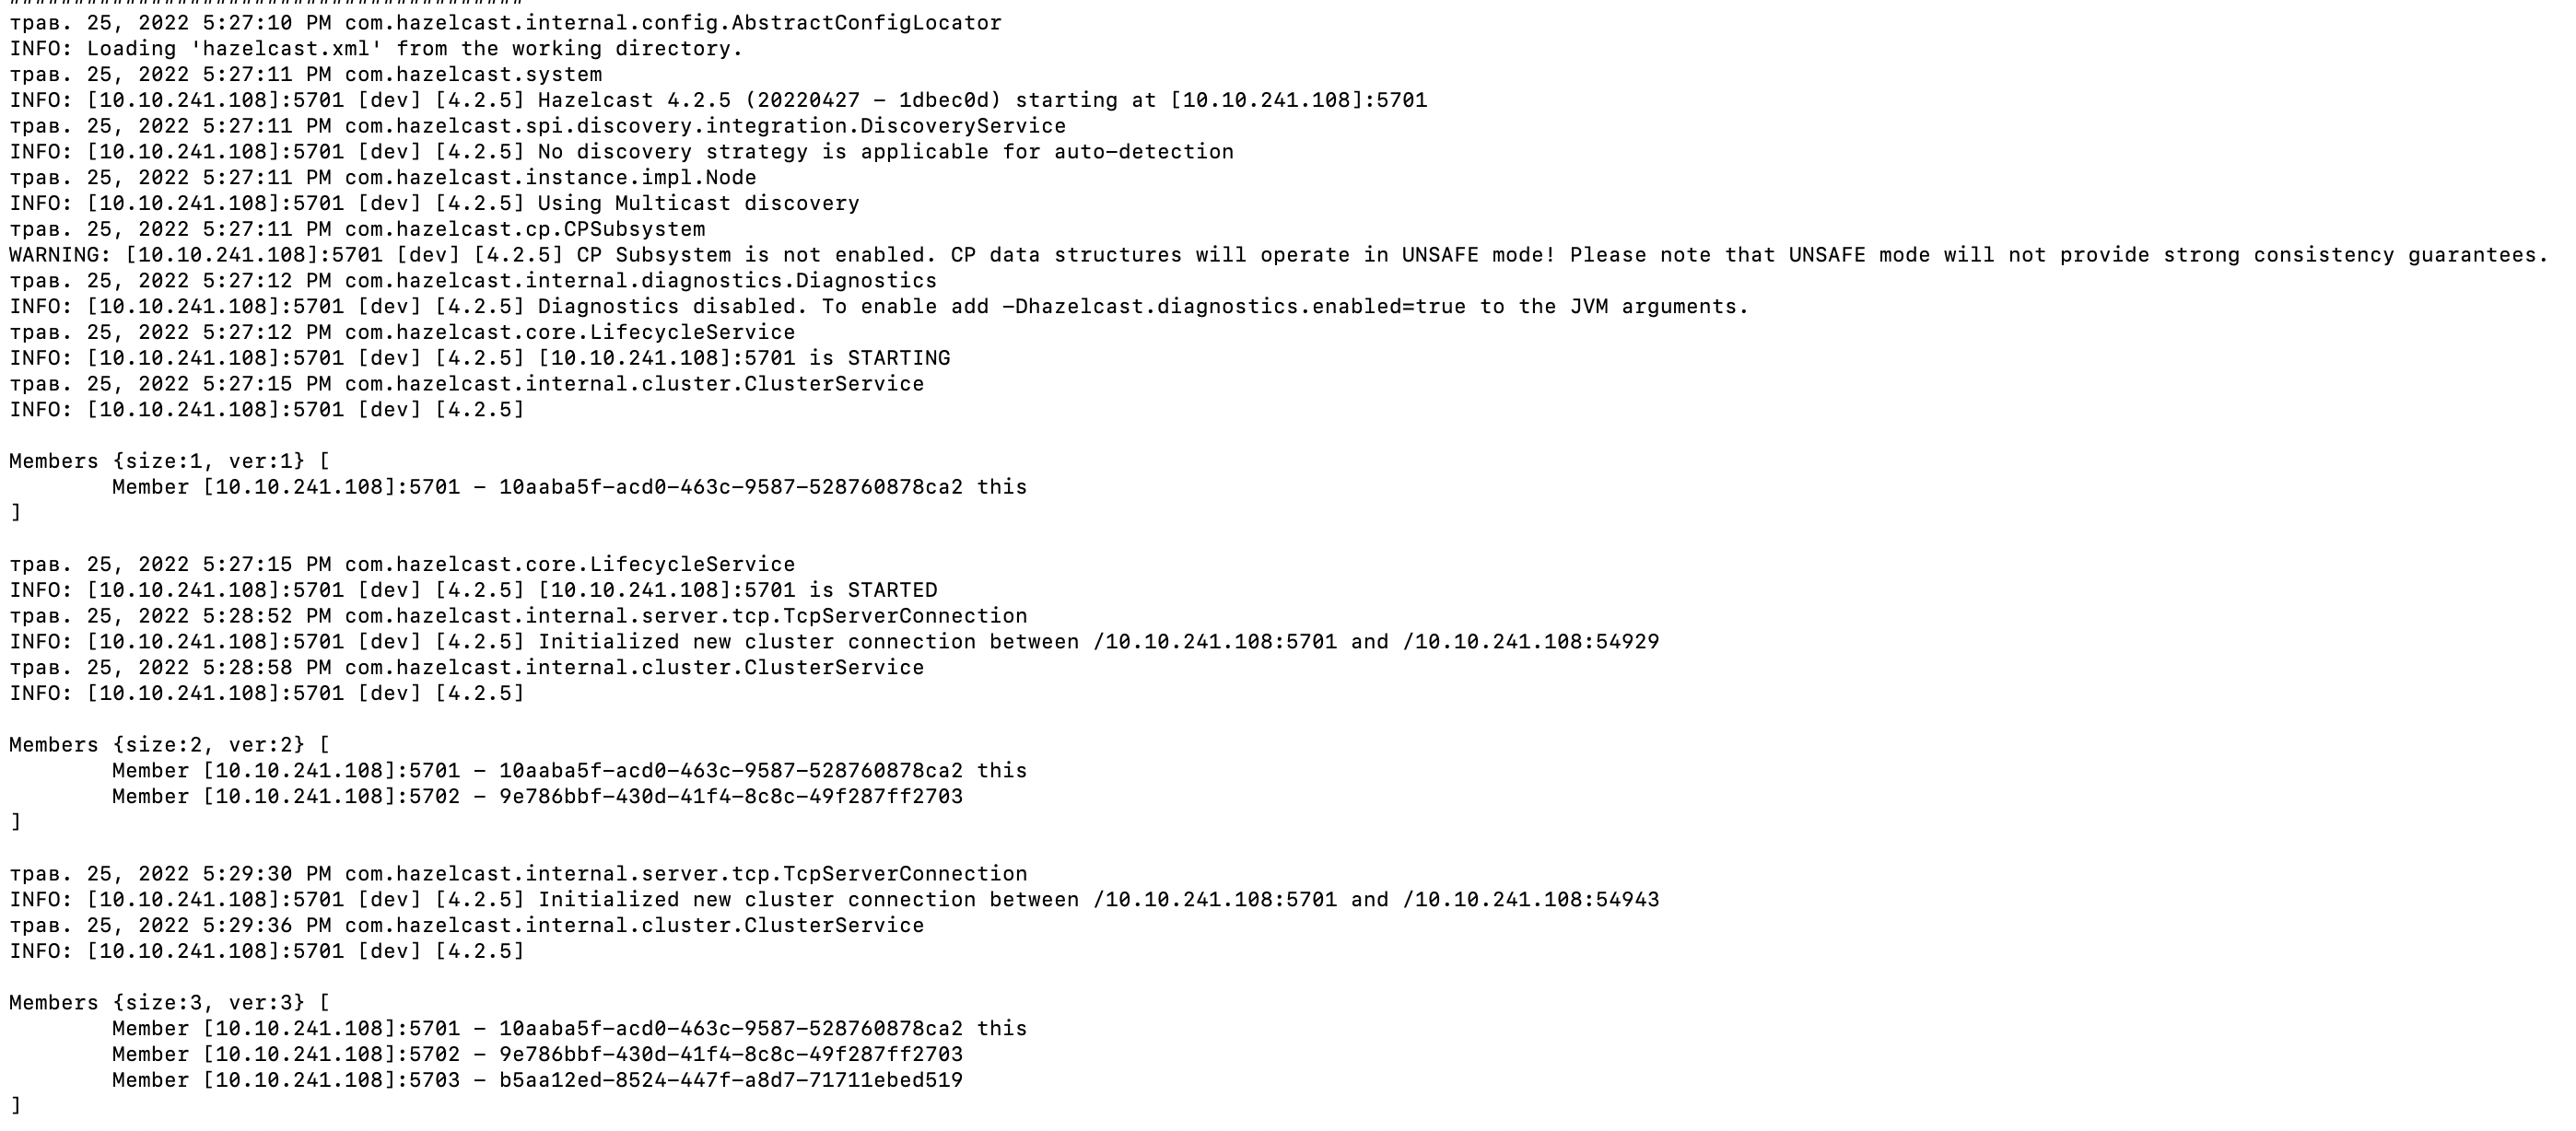 трав. 25, 2022 5:27:10 PM com.hazelcast.internal.config.AbstractConfigLocator
INFO: Loading 'hazelcast.xml' from the working directory.
трав. 25, 2022 5:27:11 PM com.hazelcast.system
INFO: [10.10.241.108]:5701 [dev] [4.2.5] Hazelcast 4.2.5 (20220427 - 1dbec0d) starting at [10.10.241.108]:5701
трав. 25, 2022 5:27:11 PM com.hazelcast.spi.discovery.integration.DiscoveryService
INFO: [10.10.241.108]:5701 [dev] [4.2.5] No discovery strategy is applicable for auto-detection
трав. 25, 2022 5:27:11 PM com.hazelcast.instance.impl.Node
INFO: [10.10.241.108]:5701 [dev] [4.2.5] Using Multicast discovery
трав. 25, 2022 5:27:11 PM com.hazelcast.cp.CPSubsystem
WARNING: [10.10.241.108]:5701 [dev] [4.2.5] CP Subsystem is not enabled. CP data structures will operate in UNSAFE mode! Please note that UNSAFE mode will not provide strong consistency guarantees.
трав. 25, 2022 5:27:12 PM com.hazelcast.internal.diagnostics.Diagnostics
INFO: [10.10.241.108]:5701 [dev] [4.2.5] Diagnostics disabled. To enable add -Dhazelcast.diagnostics.enabled=true to the JVM arguments.
трав. 25, 2022 5:27:12 PM com.hazelcast.core.LifecycleService
INFO: [10.10.241.108]:5701 [dev] [4.2.5] [10.10.241.108]:5701 is STARTING
трав. 25, 2022 5:27:15 PM com.hazelcast.internal.cluster.ClusterService
INFO: [10.10.241.108]:5701 [dev] [4.2.5]
Members {size:1, ver:1} [
Member [10.10.241.108]:5701 - 10aaba5f-acd0-463c-9587-528760878ca2 this
]
трав. 25, 2022 5:27:15 PM com.hazelcast.core.LifecycleService
INFO: [10.10.241.108]:5701 [dev] [4.2.5] [10.10.241.108]:5701 is STARTED
трав. 25, 2022 5:28:52 PM com.hazelcast.internal.server.tcp.TcpServerConnection
INFO: [10.10.241.108]:5701 [dev] [4.2.5] Initialized new cluster connection between /10.10.241.108:5701 and /10.10.241.108:54929
трав. 25, 2022 5:28:58 PM com.hazelcast.internal.cluster.ClusterService
INFO: [10.10.241.108]:5701 [dev] [4.2.5]
Members {size:2, ver:2} [
Member [10.10.241.108]:5701 - 10aaba5f-acd0-463c-9587-528760878ca2 this
Member [10.10.241.108]:5702 - 9e786bbf-430d-41f4-8c8c-49f287ff2703
]
трав. 25, 2022 5:29:30 PM com.hazelcast.internal.server.tcp.TcpServerConnection
INFO: [10.10.241.108]:5701 [dev] [4.2.5] Initialized new cluster connection between /10.10.241.108:5701 and /10.10.241.108:54943
трав. 25, 2022 5:29:36 PM com.hazelcast.internal.cluster.ClusterService
INFO: [10.10.241.108]:5701 [dev] [4.2.5]
Members {size:3, ver:3} [
Member [10.10.241.108]:5701 - 10aaba5f-acd0-463c-9587-528760878ca2 this
Member [10.10.241.108]:5702 - 9e786bbf-430d-41f4-8c8c-49f287ff2703
Member [10.10.241.108]:5703 - b5aa12ed-8524-447f-a8d7-71711ebed519
]